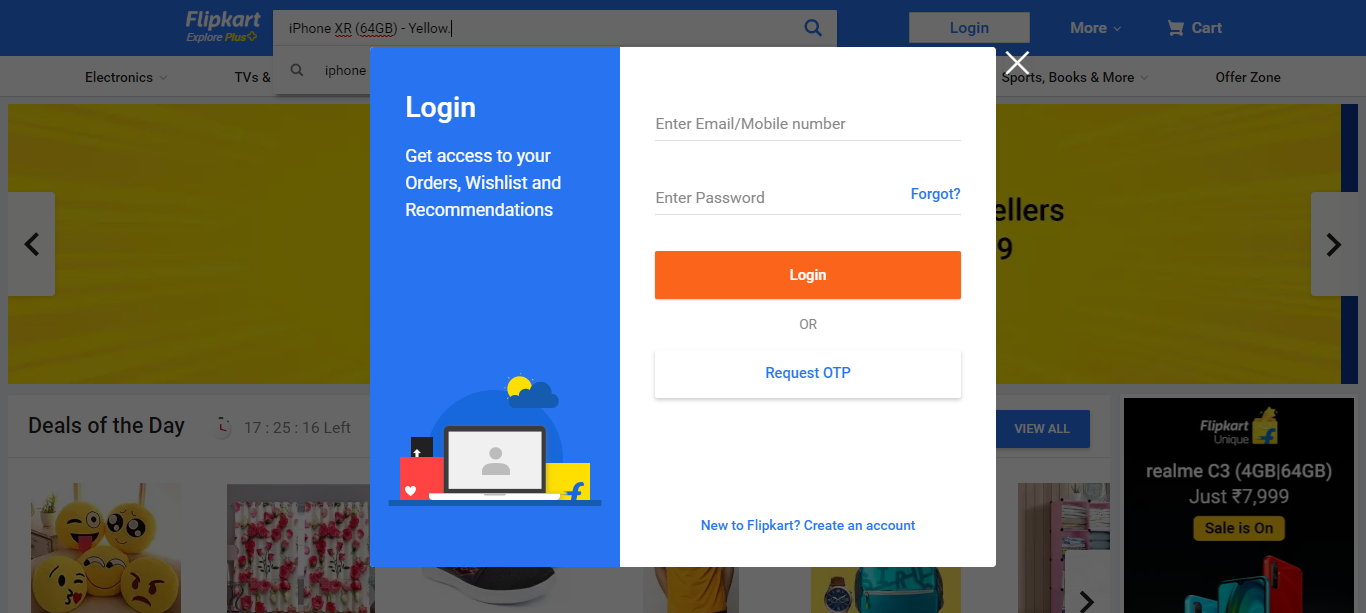 Flipkart
Explore Plus
iPhone XR (64GB) - Yellow.
Login
More
Cart
iphone
Electronics
TVs &
Sports, Books & More
Offer Zone
Login
Get access to your
Orders, Wishlist and
Recommendations
Enter Email/Mobile number
Enter Password
Forgot?
Login
OR
Request OTP
New to Flipkart? Create an account
ellers
9
Deals of the Day
17 : 25 : 16 Left
VIEW ALL
Flipkart
Unique
realme C3 (4GB|64GB)
Just ₹7,999
Sale is On